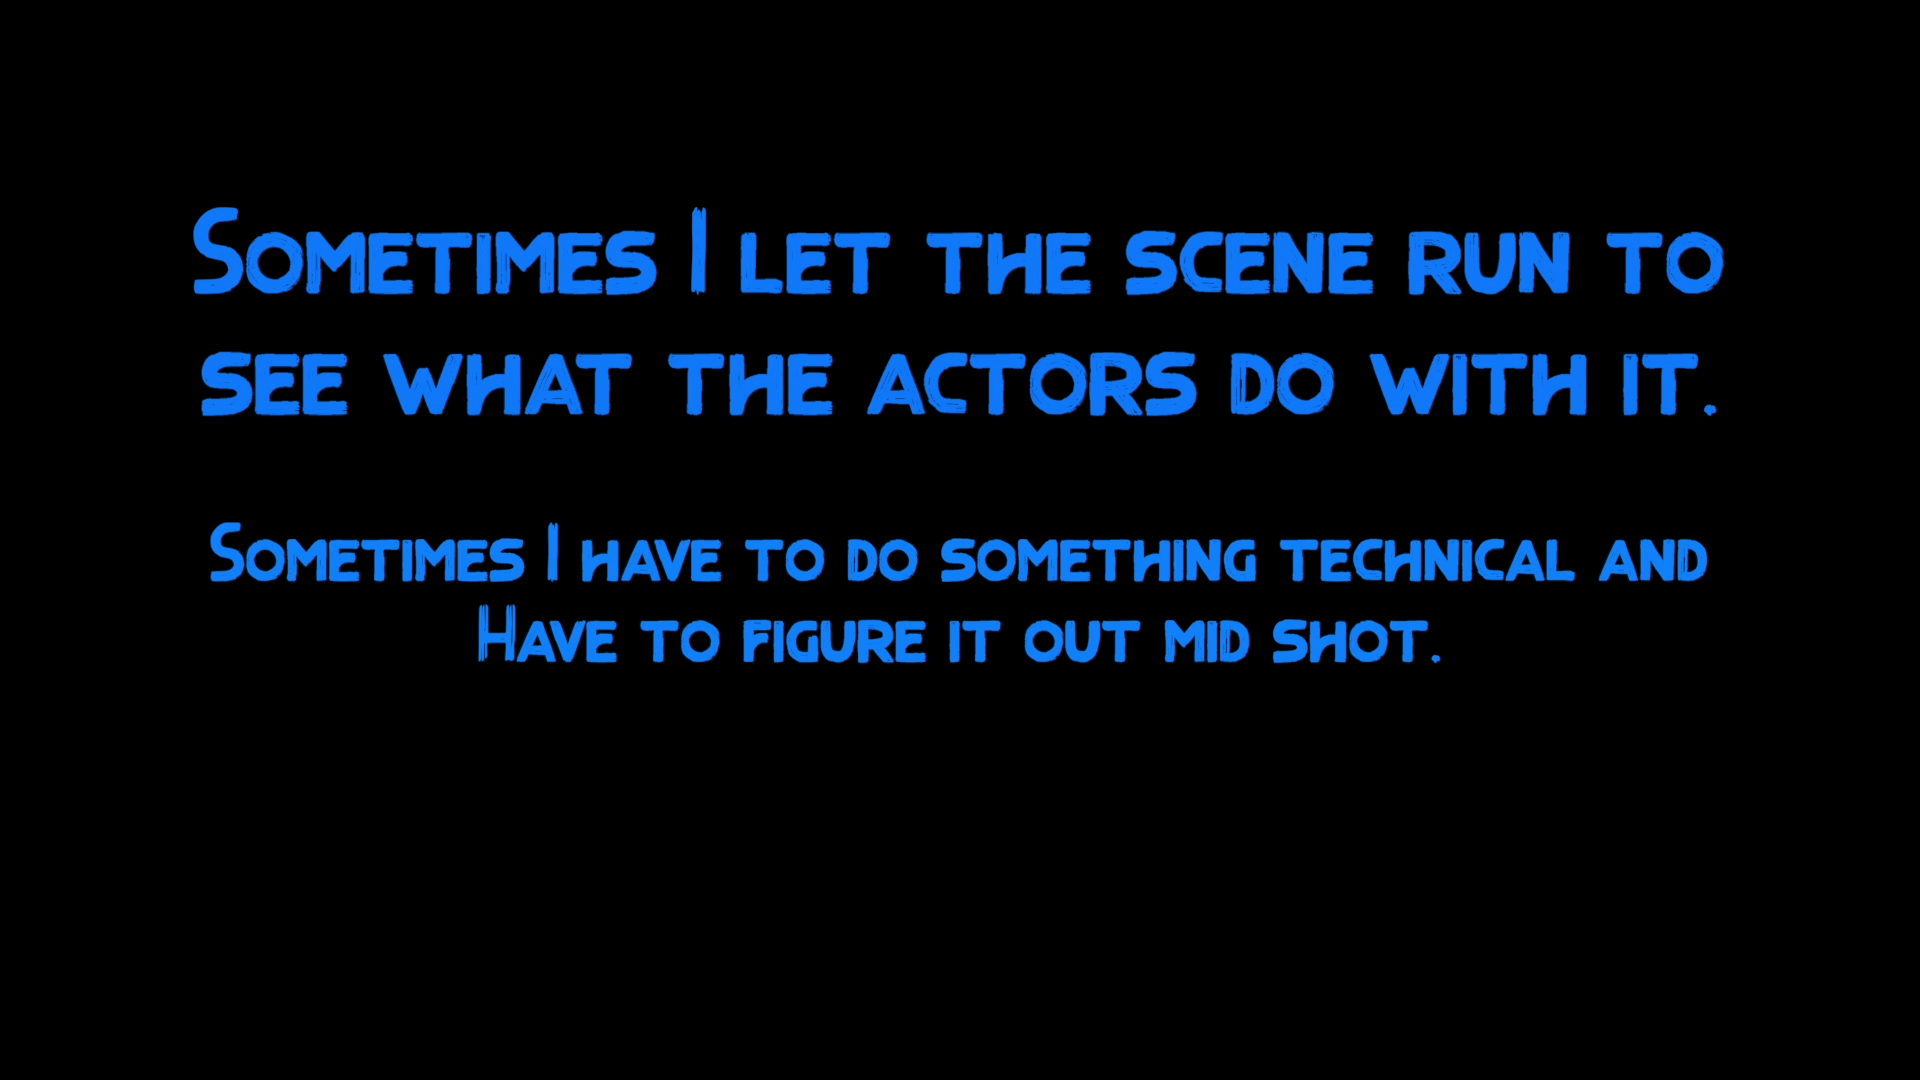 Sometimes I let the scene run to
see what the actors do with it.
Sometimes I have to do something technical and
Have to figure it out mid shot.